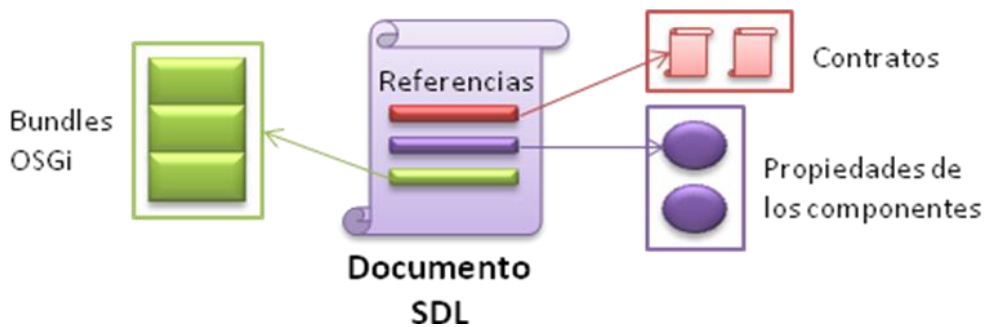 Bundles
OSGi
Referencias
Contratos
Propiedades de
los componentes
Documento
SDL